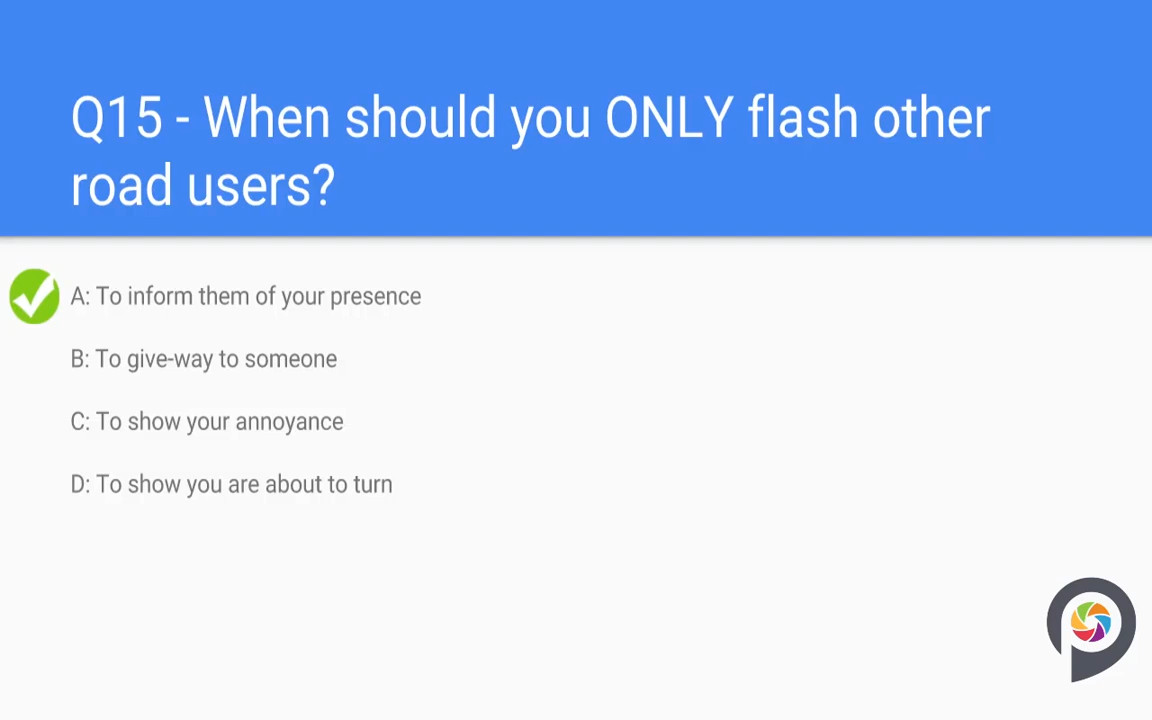 Q15 - When should you ONLY flash other
road users?
A: To inform them of your presence
B: To give-way to someone
C: To show your annoyance
D: To show you are about to turn